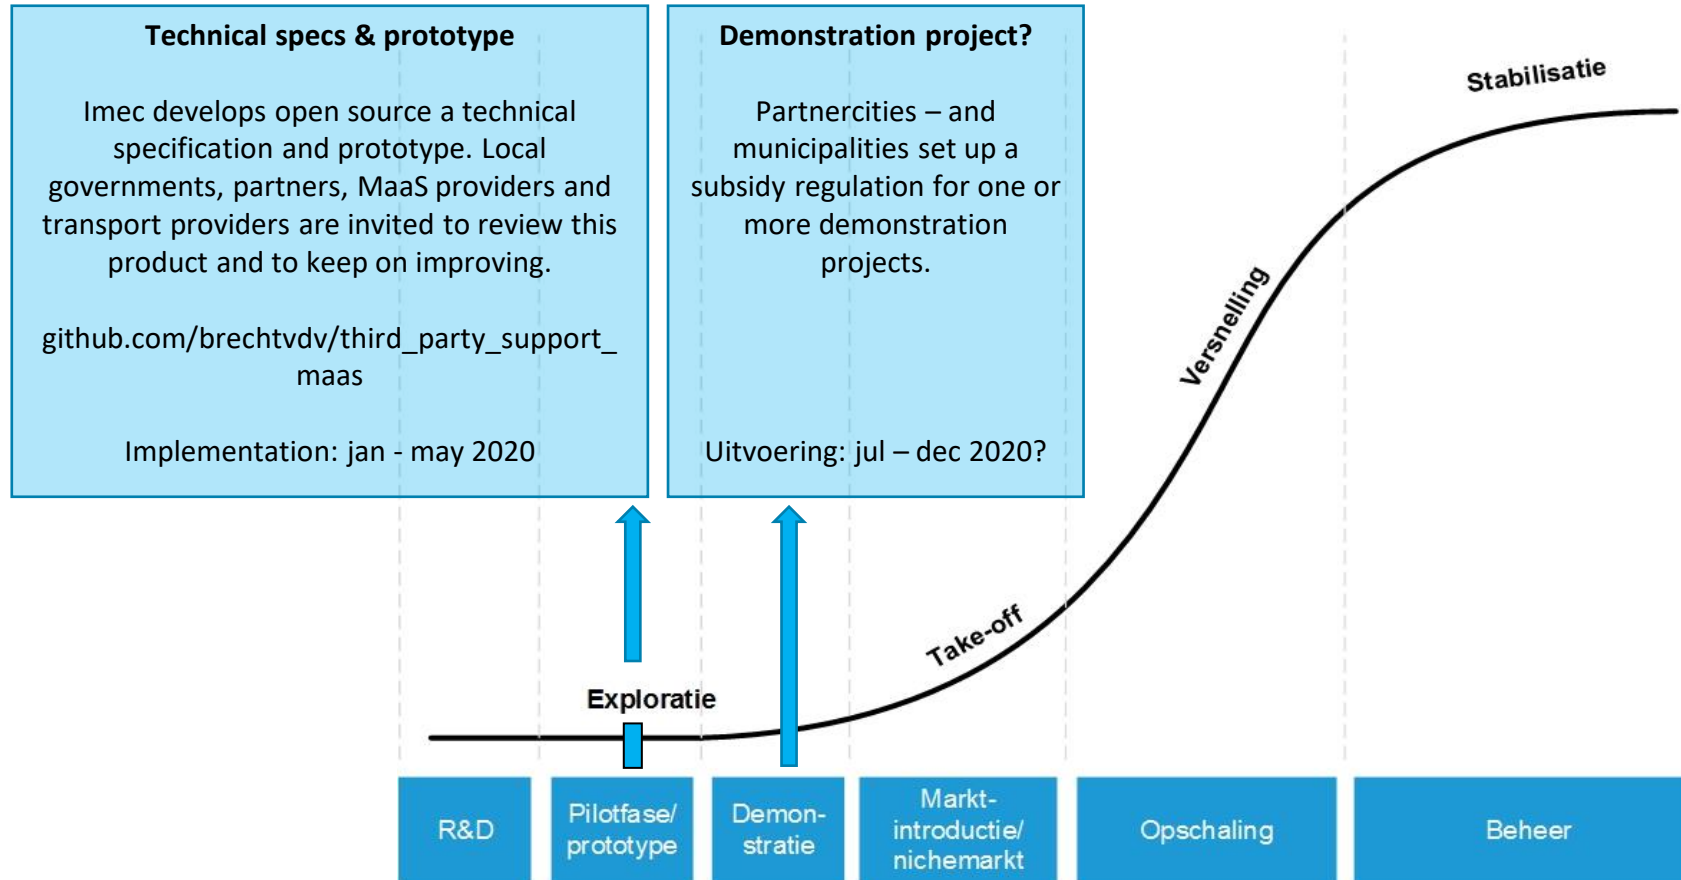 Technical specs & prototype
Imec develops open source a technical
specification and prototype. Local
governments, partners, MaaS providers and
transport providers are invited to review this
product and to keep on improving.
github.com/brechtvdv/third_party_support_
maas
Implementation: jan - may 2020
Demonstration project?
Partnercities – and
municipalities set up a
subsidy regulation for one or
more demonstration
projects.
Uitvoering: jul – dec 2020?
Stabilisatie
Versnelling
Take-off
Exploratie
R&D
Pilotfase/
prototype
Demon-
stratie
Markt-
introductie/
nichemarkt
Opschaling
Beheer